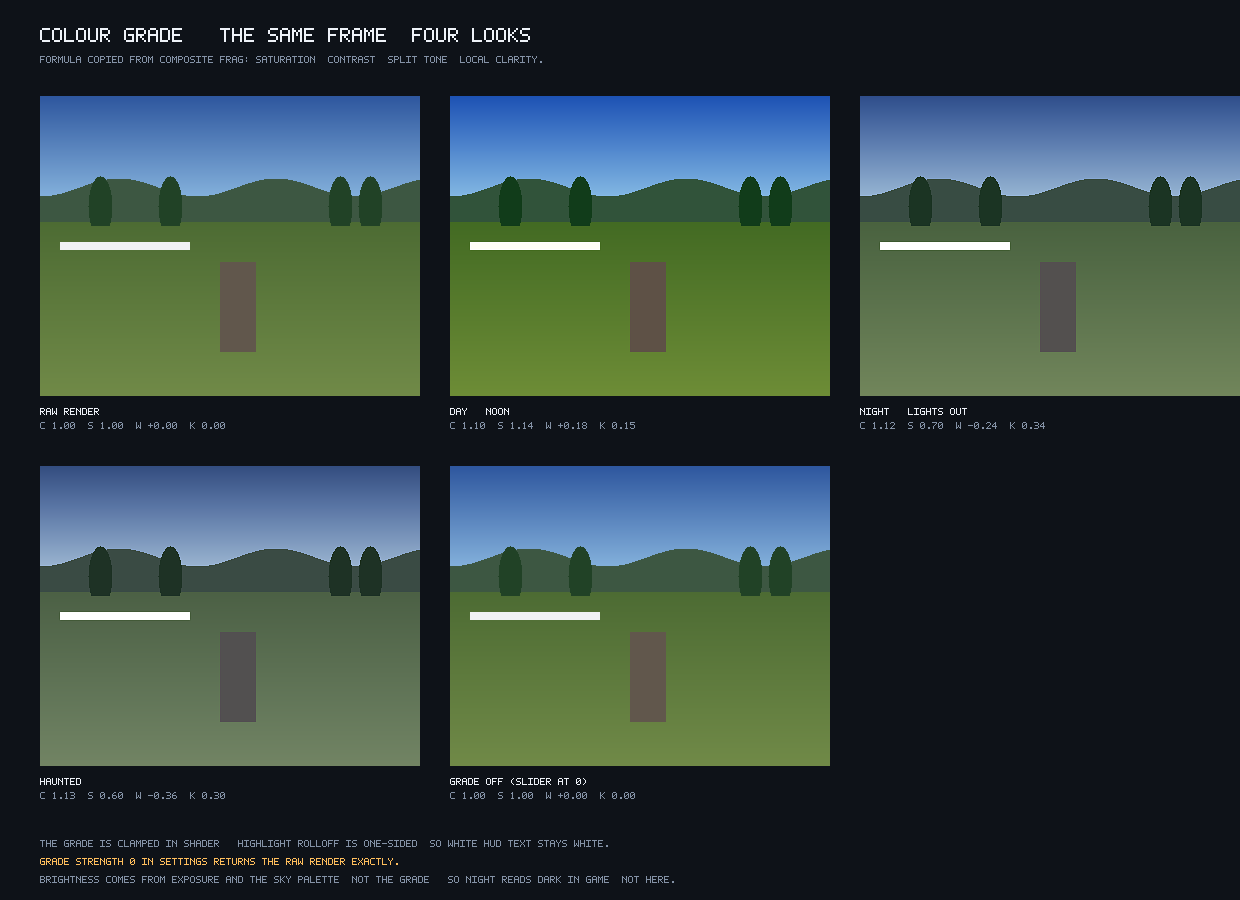 COLOUR GRADE   THE SAME FRAME  FOUR LOOKS
FORMULA COPIED FROM COMPOSITE FRAG: SATURATION  CONTRAST  SPLIT TONE  LOCAL CLARITY.
RAW RENDER
C 1.00  S 1.00  W +0.00  K 0.00
DAY   NOON
C 1.10  S 1.14  W +0.18  K 0.15
NIGHT   LIGHTS OUT
C 1.12  S 0.70  W -0.24  K 0.34
HAUNTED
C 1.13  S 0.60  W -0.36  K 0.30
GRADE OFF (SLIDER AT 0)
C 1.00  S 1.00  W +0.00  K 0.00
THE GRADE IS CLAMPED IN SHADER   HIGHLIGHT ROLLOFF IS ONE-SIDED  SO WHITE HUD TEXT STAYS WHITE.
GRADE STRENGTH 0 IN SETTINGS RETURNS THE RAW RENDER EXACTLY.
BRIGHTNESS COMES FROM EXPOSURE AND THE SKY PALETTE  NOT THE GRADE   SO NIGHT READS DARK IN GAME  NOT HERE.